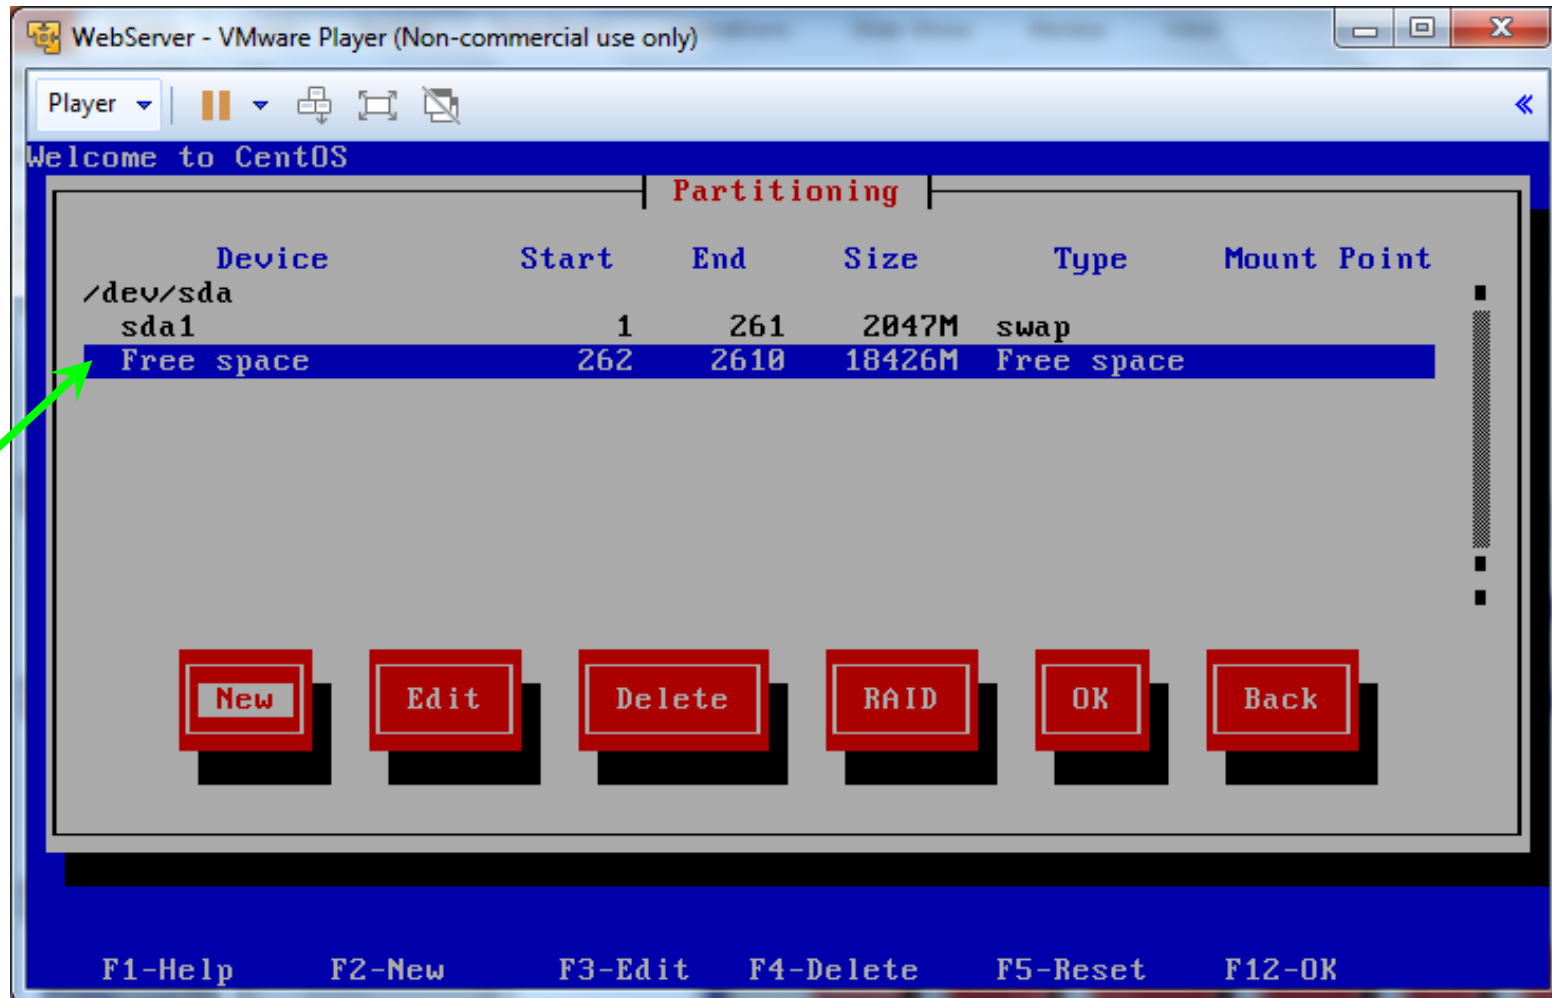 WebServer - VMware Player (Non-commercial use only)
Player
Welcome to CentOS
Partitioning
Device Start End Size Type Mount Point
/dev/sda
sda1 1 261 2047M swap
Free space 262 2610 18426M Free space
New Edit Delete RAID OK Back
F1-Help F2-New F3-Edit F4-Delete F5-Reset F12-OK